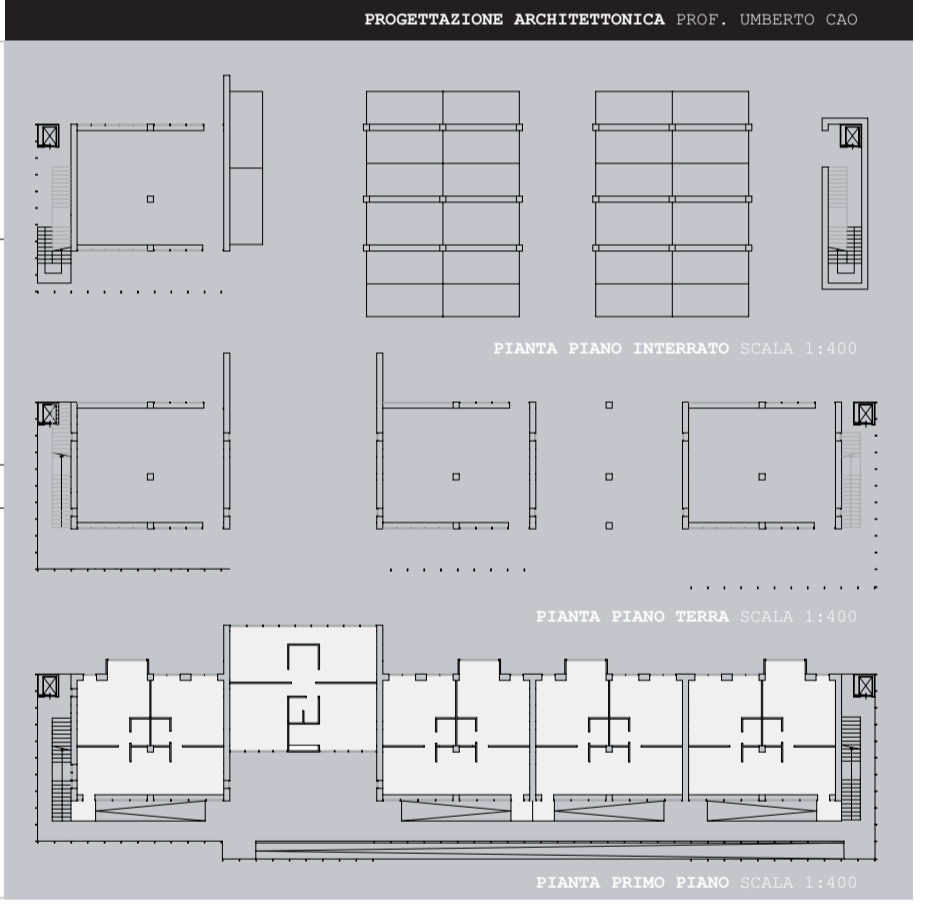 PROGETTAZIONE ARCHITETTONICA PROF. UMBERTO CAO
PIANTA PIANO INTERRATO SCALA 1:400
PIANTA PIANO TERRA SCALA 1:400
PIANTA PRIMO PIANO SCALA 1:400